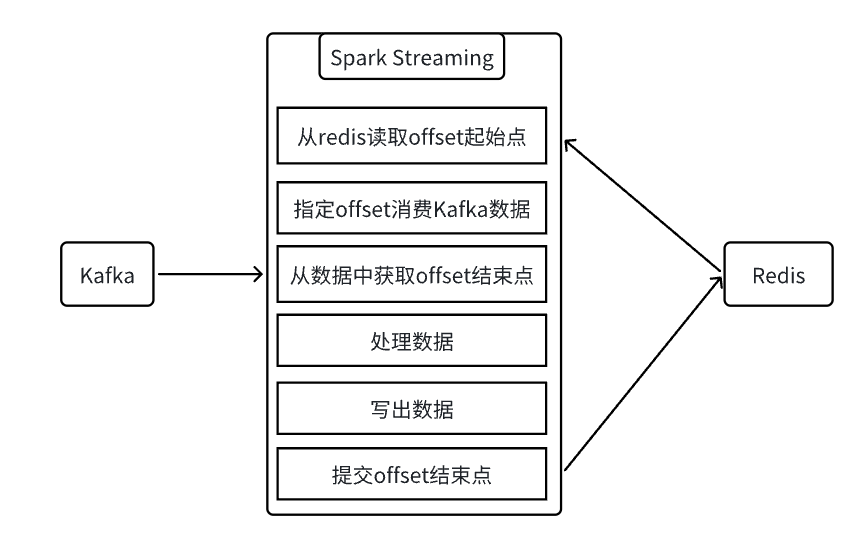 Spark Streaming
从redis读取offset起始点
指定offset消费Kafka数据
Kafka
从数据中获取offset结束点
Redis
处理数据
写出数据
提交offset结束点